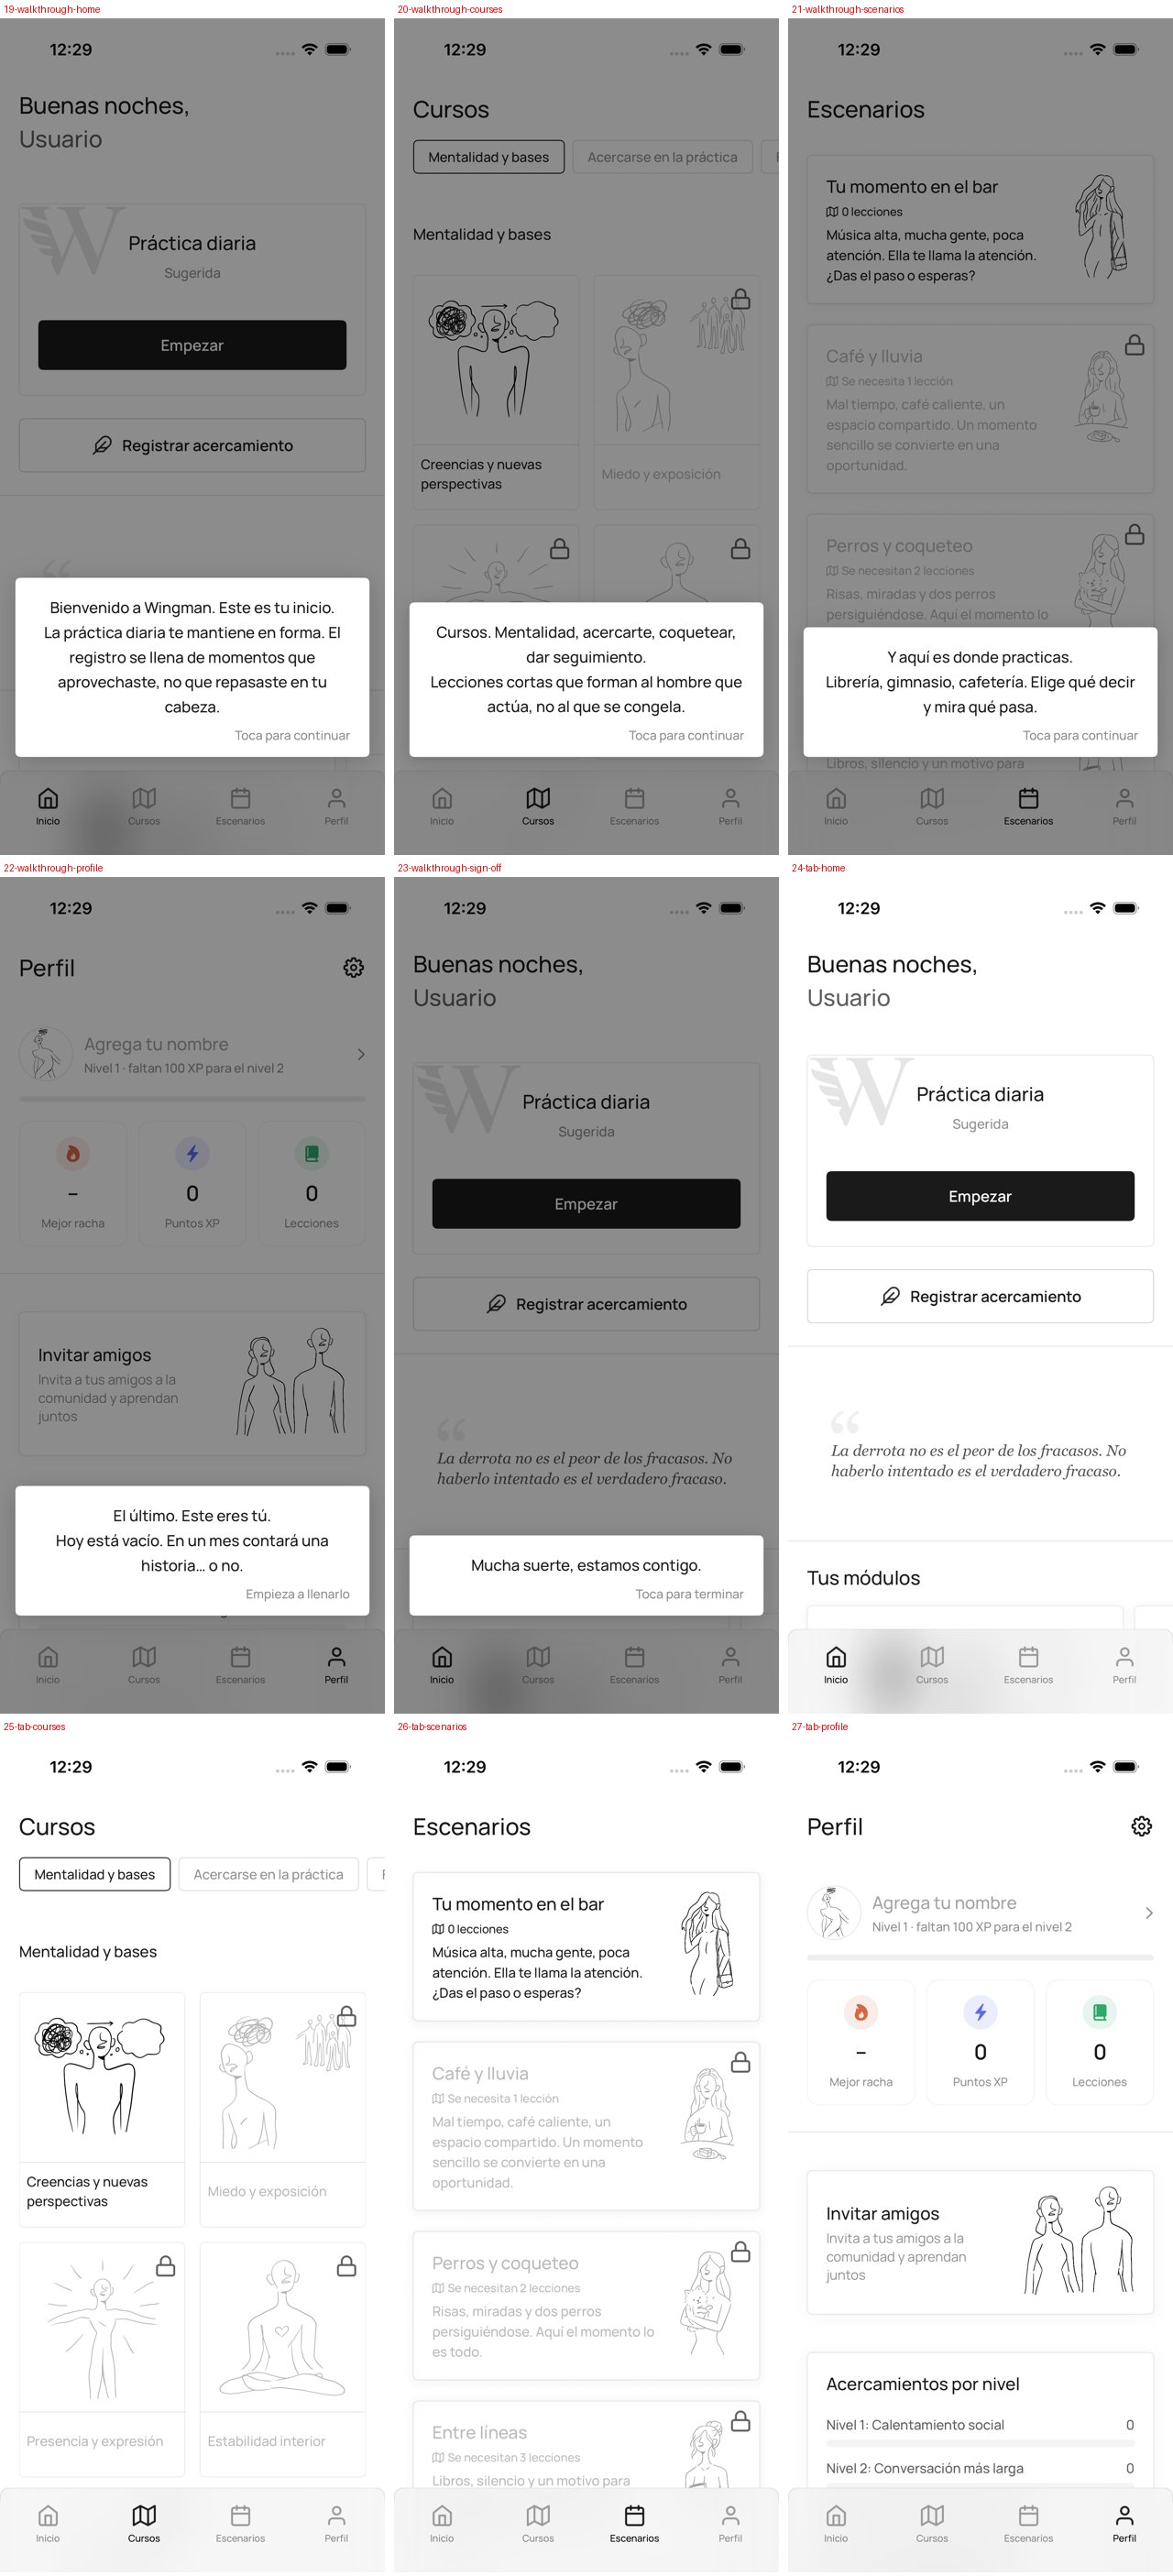 19-walkthrough-home
12:29
Buenas noches,
Usuario
W
Práctica diaria
Sugerida
Empezar
Registrar acercamiento
“
Bienvenido a Wingman. Este es tu inicio.
La práctica diaria te mantiene en forma. El
registro se llena de momentos que
aprovechaste, no que repasaste en tu
cabeza.
Toca para continuar
Inicio
Cursos
Escenarios
Perfil
20-walkthrough-courses
12:29
Cursos
Mentalidad y bases
Acercarse en la práctica
Mentalidad y bases
Creencias y nuevas
perspectivas
Miedo y exposición
Cursos. Mentalidad, acercarte, coquetear,
dar seguimiento.
Lecciones cortas que forman al hombre que
actúa, no al que se congela.
Toca para continuar
Inicio
Cursos
Escenarios
Perfil
21-walkthrough-scenarios
12:29
Escenarios
Tu momento en el bar
0 lecciones
Música alta, mucha gente, poca
atención. Ella te llama la atención.
¿Das el paso o esperas?
Café y lluvia
Se necesita 1 lección
Mal tiempo, café caliente, un
espacio compartido. Un momento
sencillo se convierte en una
oportunidad.
Perros y coqueteo
Se necesitan 2 lecciones
Risas, miradas y dos perros
persiguiéndose. Aquí el momento lo
Y aquí es donde practicas.
Librería, gimnasio, cafetería. Elige qué decir
y mira qué pasa.
Toca para continuar
Libros, silencio y un motivo para
Inicio
Cursos
Escenarios
Perfil
22-walkthrough-profile
12:29
Perfil
Agrega tu nombre
Nivel 1 · faltan 100 XP para el nivel 2
–
Mejor racha
0
Puntos XP
0
Lecciones
Invitar amigos
Invita a tus amigos a la
comunidad y aprendan
juntos
El último. Este eres tú.
Hoy está vacío. En un mes contará una
historia... o no.
Empieza a llenarlo
Inicio
Cursos
Escenarios
Perfil
23-walkthrough-sign-off
12:29
Buenas noches,
Usuario
W
Práctica diaria
Sugerida
Empezar
Registrar acercamiento
“
La derrota no es el peor de los fracasos. No
haberlo intentado es el verdadero fracaso.
Mucha suerte, estamos contigo.
Toca para terminar
Inicio
Cursos
Escenarios
Perfil
24-tab-home
12:29
Buenas noches,
Usuario
W
Práctica diaria
Sugerida
Empezar
Registrar acercamiento
“
La derrota no es el peor de los fracasos. No
haberlo intentado es el verdadero fracaso.
Tus módulos
Inicio
Cursos
Escenarios
Perfil
25-tab-courses
12:29
Cursos
Mentalidad y bases
Acercarse en la práctica
Mentalidad y bases
Creencias y nuevas
perspectivas
Miedo y exposición
Presencia y expresión
Estabilidad interior
Inicio
Cursos
Escenarios
Perfil
26-tab-scenarios
12:29
Escenarios
Tu momento en el bar
0 lecciones
Música alta, mucha gente, poca
atención. Ella te llama la atención.
¿Das el paso o esperas?
Café y lluvia
Se necesita 1 lección
Mal tiempo, café caliente, un
espacio compartido. Un momento
sencillo se convierte en una
oportunidad.
Perros y coqueteo
Se necesitan 2 lecciones
Risas, miradas y dos perros
persiguiéndose. Aquí el momento lo
es todo.
Entre líneas
Se necesitan 3 lecciones
Libros, silencio y un motivo para
Inicio
Cursos
Escenarios
Perfil
27-tab-profile
12:29
Perfil
Agrega tu nombre
Nivel 1 · faltan 100 XP para el nivel 2
–
Mejor racha
0
Puntos XP
0
Lecciones
Invitar amigos
Invita a tus amigos a la
comunidad y aprendan
juntos
Acercamientos por nivel
Nivel 1: Calentamiento social 0
Nivel 2: Conversación más larga 0
Inicio
Cursos
Escenarios
Perfil